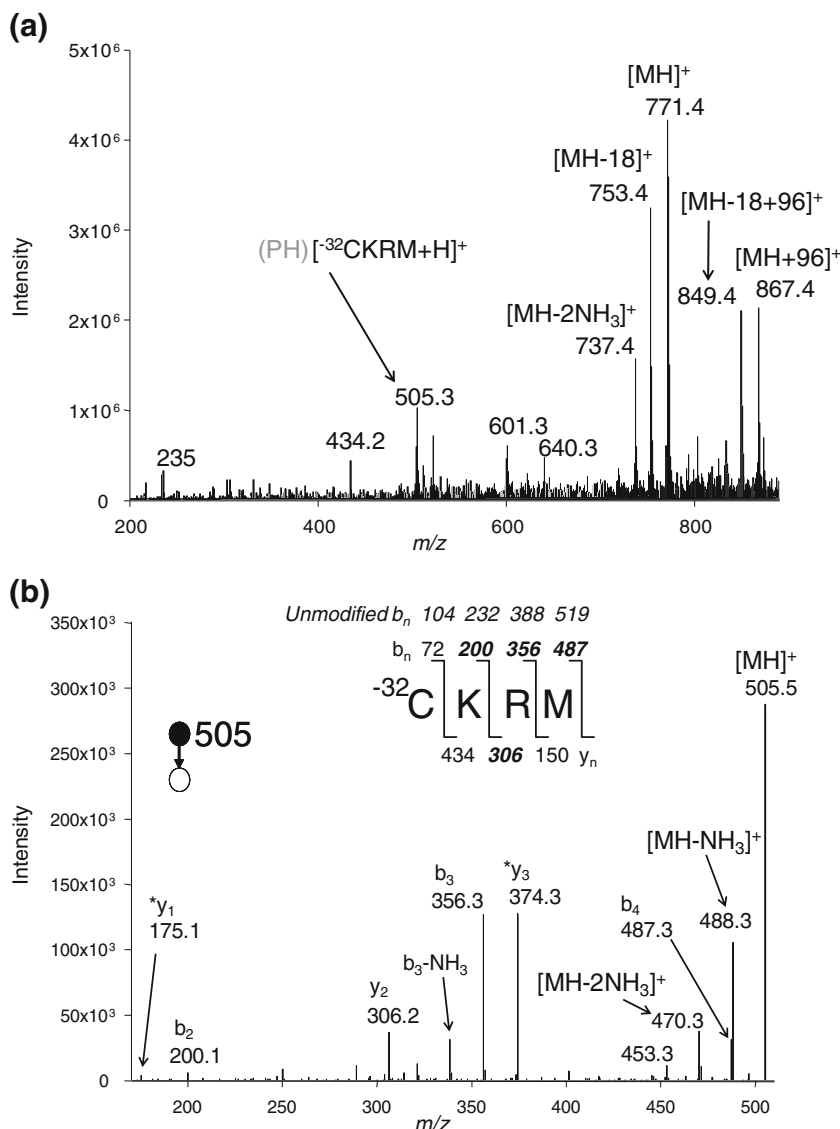 (a)
5x10⁶
4x10⁶
3x10⁶
2x10⁶
1x10⁶
0
Intensity
[MH]⁺
771.4
[MH-18]⁺
753.4
[MH-18+96]⁺
849.4
[MH+96]⁺
867.4
(PH) [⁻³²CKRM+H]⁺
505.3
[MH-2NH₃]⁺
737.4
235
434.2
601.3
640.3
200 400 600 800
m/z
(b)
350x10³
300x10³
250x10³
200x10³
150x10³
100x10³
50x10³
0
Intensity
Unmodified bₙ 104 232 388 519
bₙ 72 200 356 487
⁻³²C K R M
434 306 150 yₙ
505
[MH]⁺
505.5
[MH-NH₃]⁺
488.3
b₄
487.3
[MH-2NH₃]⁺
470.3
453.3
*y₃
374.3
b₃
356.3
b₃-NH₃
y₂
306.2
b₂
200.1
*y₁
175.1
200 250 300 350 400 450 500
m/z